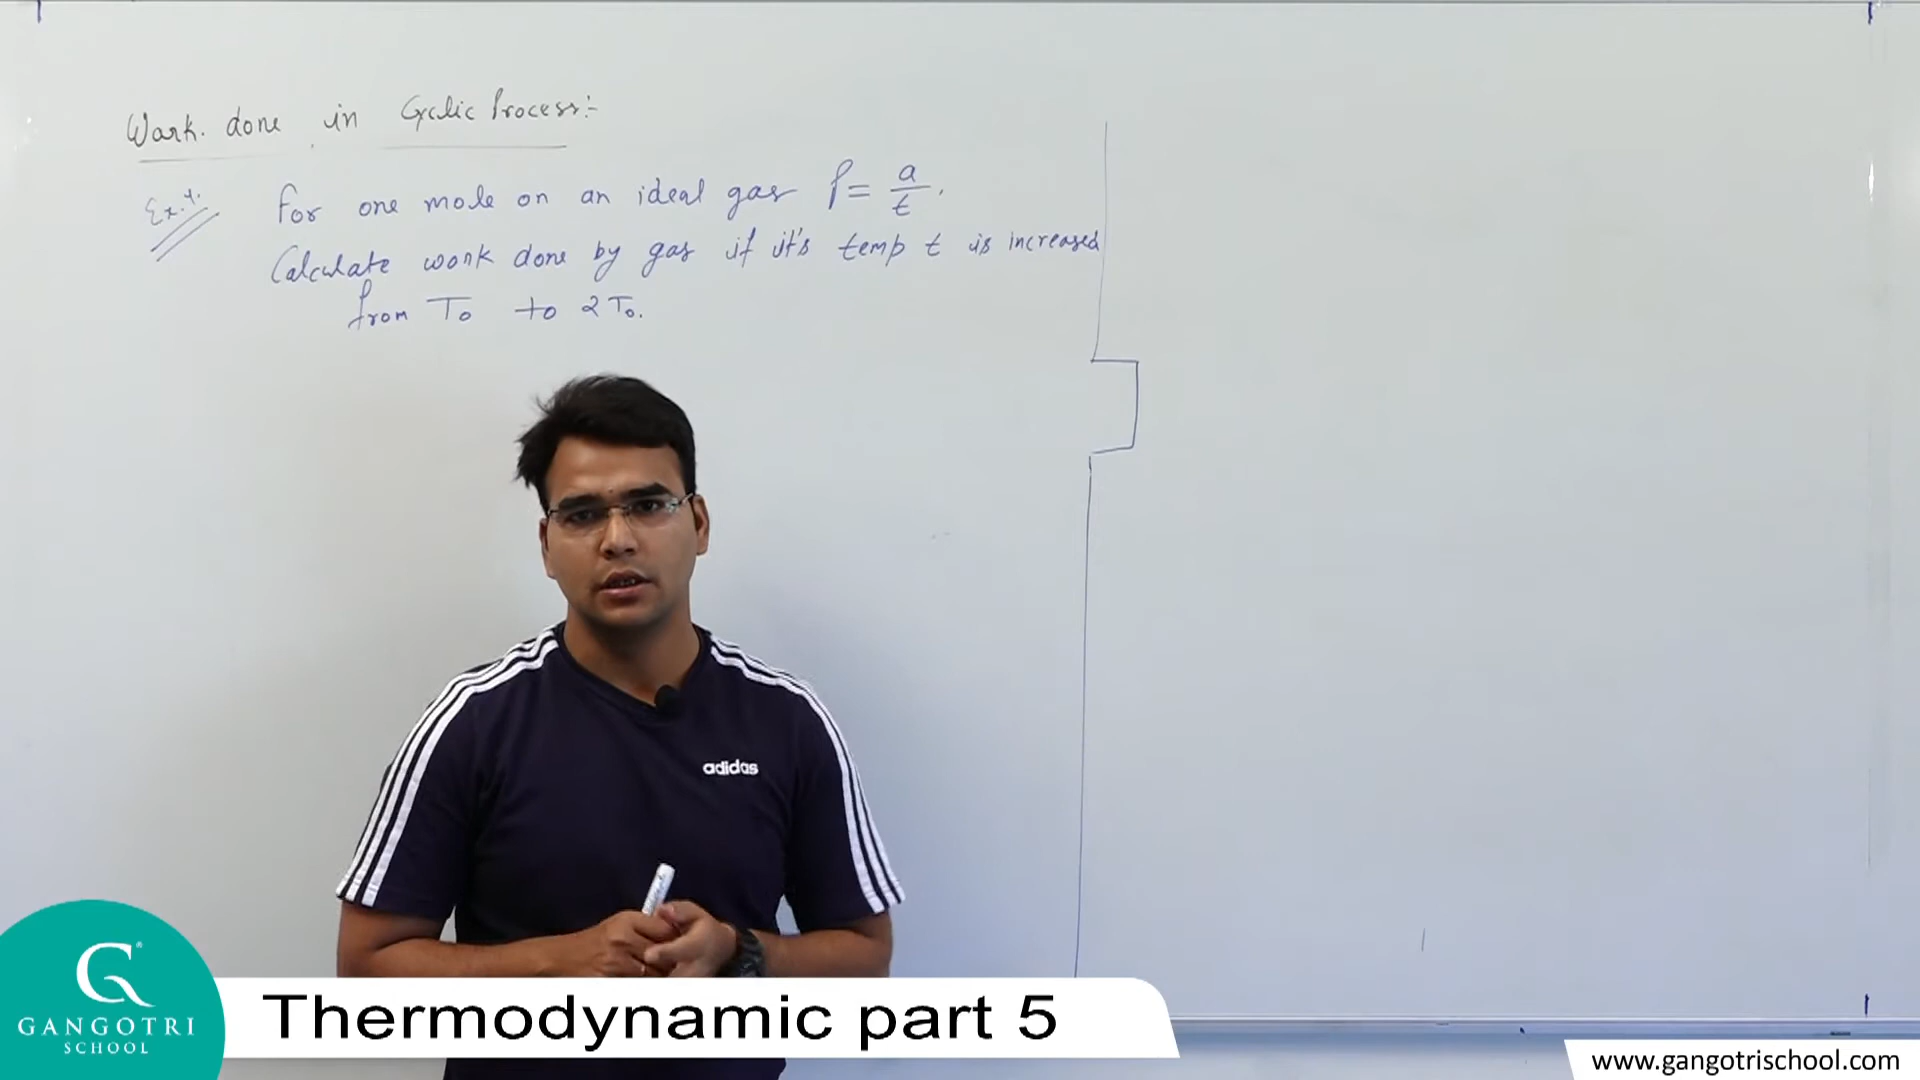 Work. done in Cyclic Process:-
Ex.1. For one mole on an ideal gas P = a/t.
Calculate work done by gas if it's temp t is increased
from T₀ to 2T₀.
adidas
GANGOTRI
SCHOOL
Thermodynamic part 5
www.gangotrischool.com